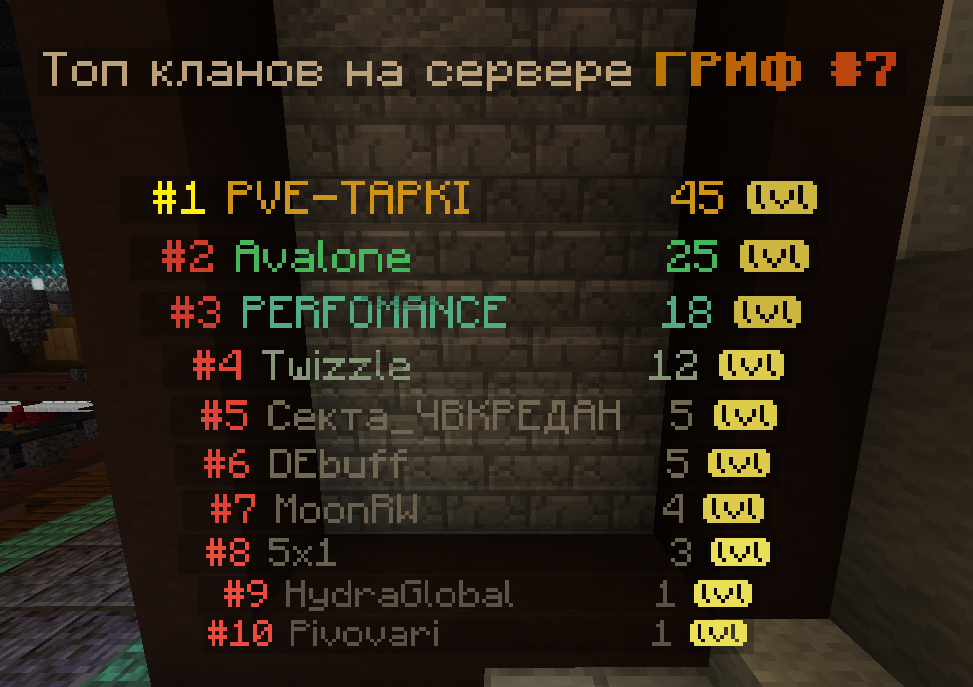 Топ кланов на сервере ГРИФ #7
#1 PVE-TAPKI 45 lvl
#2 Avalone 25 lvl
#3 PERFOMANCE 18 lvl
#4 Twizzle 12 lvl
#5 Секта_ЧВКРЕДАН 5 lvl
#6 DEbuff 5 lvl
#7 MoonRW 4 lvl
#8 5x1 3 lvl
#9 HydraGlobal 1 lvl
#10 Pivovari 1 lvl